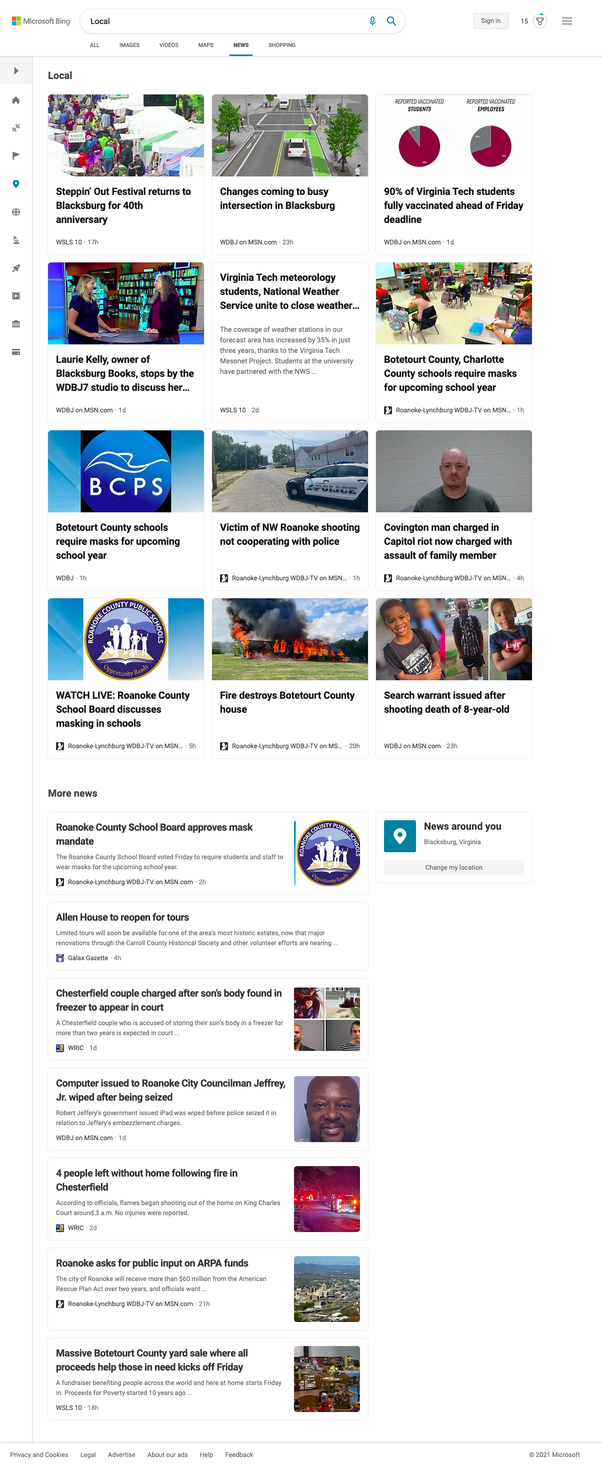 Microsoft Bing
Local
Sign in
15
ALL
IMAGES
VIDEOS
MAPS
NEWS
SHOPPING
Local
Steppin' Out Festival returns to
Blacksburg for 40th
anniversary
WSLS 10 · 17h
Changes coming to busy
intersection in Blacksburg
WDBJ on MSN.com · 23h
REPORTED VACCINATED
STUDENTS
REPORTED VACCINATED
EMPLOYEES
90% of Virginia Tech students
fully vaccinated ahead of Friday
deadline
WDBJ on MSN.com · 1d
Laurie Kelly, owner of
Blacksburg Books, stops by the
WDBJ7 studio to discuss her...
WDBJ on MSN.com · 1d
Virginia Tech meteorology
students, National Weather
Service unite to close weather...
The coverage of weather stations in our
forecast area has increased by 35% in just
three years, thanks to the Virginia Tech
Mesonet Project. Students at the university
have partnered with the NWS ...
WSLS 10 · 2d
Botetourt County, Charlotte
County schools require masks
for upcoming school year
Roanoke-Lynchburg WDBJ-TV on MSN... · 1h
BCPS
Botetourt County schools
require masks for upcoming
school year
WDBJ · 1h
POLICE
Victim of NW Roanoke shooting
not cooperating with police
Roanoke-Lynchburg WDBJ-TV on MSN... · 1h
Covington man charged in
Capitol riot now charged with
assault of family member
Roanoke-Lynchburg WDBJ-TV on MSN... · 4h
ROANOKE COUNTY PUBLIC SCHOOLS
Opportunity Ready
WATCH LIVE: Roanoke County
School Board discusses
masking in schools
Roanoke-Lynchburg WDBJ-TV on MSN... · 5h
Fire destroys Botetourt County
house
Roanoke-Lynchburg WDBJ-TV on MS... · 20h
Search warrant issued after
shooting death of 8-year-old
WDBJ on MSN.com · 23h
More news
Roanoke County School Board approves mask
mandate
The Roanoke County School Board voted Friday to require students and staff to
wear masks for the upcoming school year.
Roanoke-Lynchburg WDBJ-TV on MSN.com · 2h
ROANOKE COUNTY PUBLIC SCHOOLS
Opportunity Ready
News around you
Blacksburg, Virginia
Change my location
Allen House to reopen for tours
Limited tours will soon be available for one of the area's most historic estates, now that major
renovations through the Carroll County Historical Society and other volunteer efforts are nearing ...
Galax Gazette · 4h
Chesterfield couple charged after son's body found in
freezer to appear in court
A Chesterfield couple who is accused of storing their son's body in a freezer for
more than two years is expected in court ...
WRIC · 1d
Computer issued to Roanoke City Councilman Jeffrey,
Jr. wiped after being seized
Robert Jeffery's government issued iPad was wiped before police seized it in
relation to Jeffery's embezzlement charges.
WDBJ on MSN.com · 1d
4 people left without home following fire in
Chesterfield
According to officials, flames began shooting out of the home on King Charles
Court around 3 a.m. No injuries were reported.
WRIC · 2d
Roanoke asks for public input on ARPA funds
The city of Roanoke will receive more than $60 million from the American
Rescue Plan Act over two years, and officials want ...
Roanoke-Lynchburg WDBJ-TV on MSN.com · 21h
Massive Botetourt County yard sale where all
proceeds help those in need kicks off Friday
A fundraiser benefiting people across the world and here at home starts Friday
in. Proceeds for Poverty started 10 years ago ...
WSLS 10 · 18h
Privacy and Cookies
Legal
Advertise
About our ads
Help
Feedback
© 2021 Microsoft